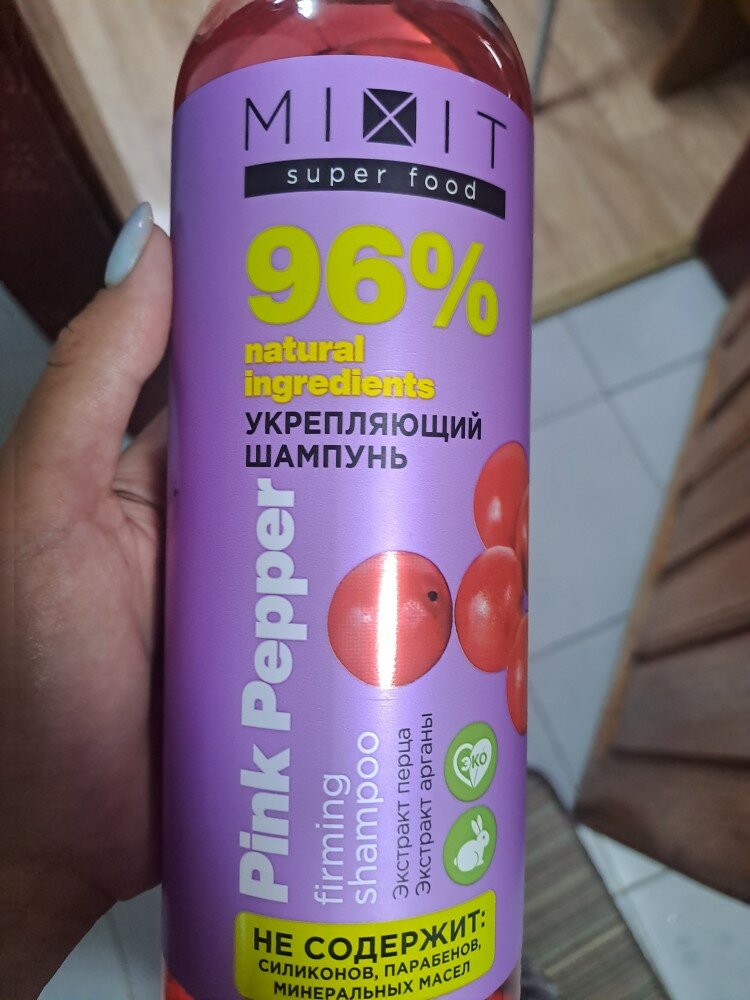 MIXIT
super food
96%
natural
ingredients
УКРЕПЛЯЮЩИЙ
ШАМПУНЬ
Pink Pepper
firming
shampoo
Экстракт перца
Экстракт арганы
ЭКО
НЕ СОДЕРЖИТ:
СИЛИКОНОВ, ПАРАБЕНОВ,
МИНЕРАЛЬНЫХ МАСЕЛ